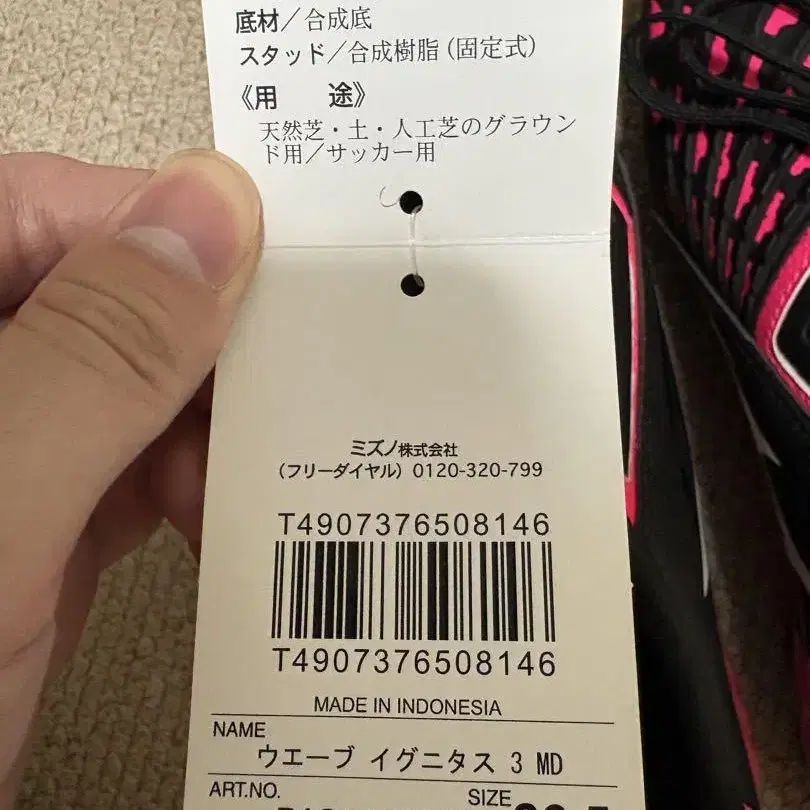 底材／合成底
スタッド／合成樹脂(固定式)
《用　途》
天然芝・土・人工芝のグラウン
ド用／サッカー用
ミズノ株式会社
(フリーダイヤル) 0120-320-799
T4907376508146
T4907376508146
MADE IN INDONESIA
NAME
ウエーブ イグニタス 3 MD
ART.NO.
SIZE